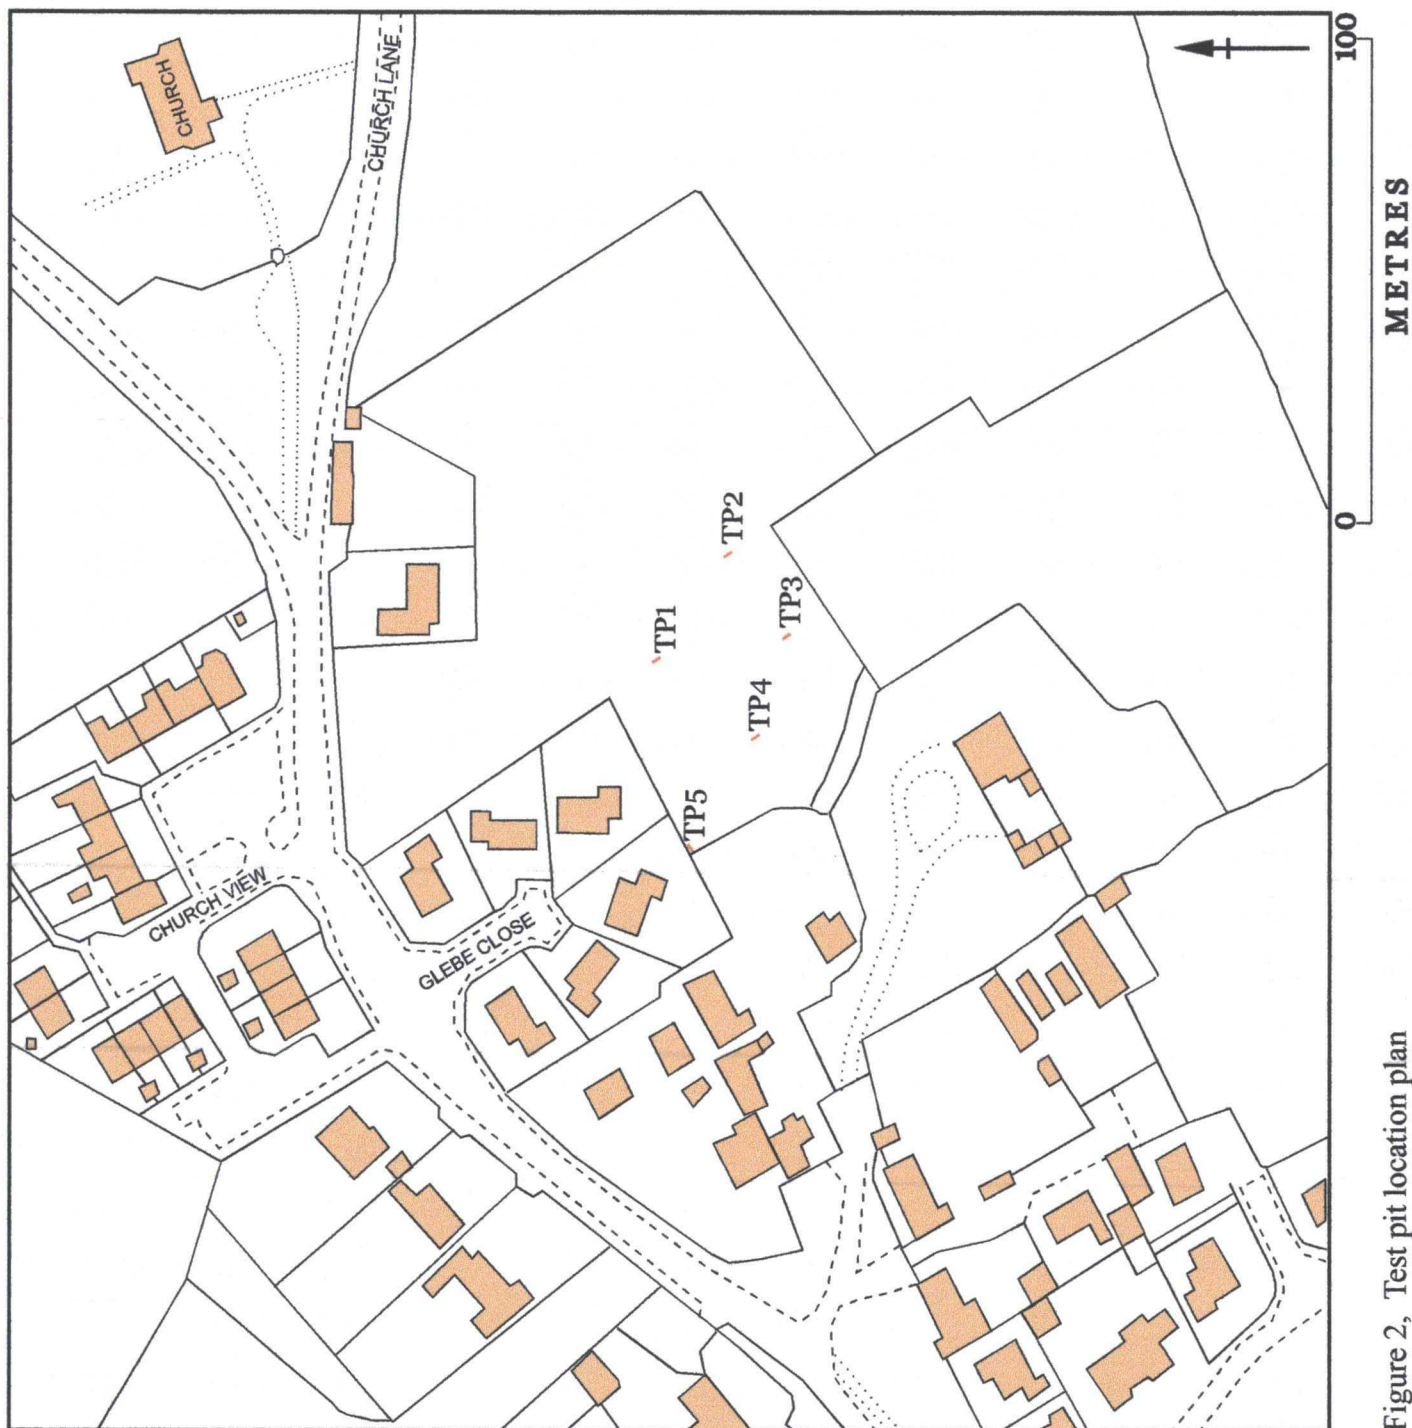 CHURCH
CHURCH LANE
CHURCH VIEW
GLEBE CLOSE
TP1
TP2
TP3
TP4
TP5
0
100
METRES
Figure 2, Test pit location plan